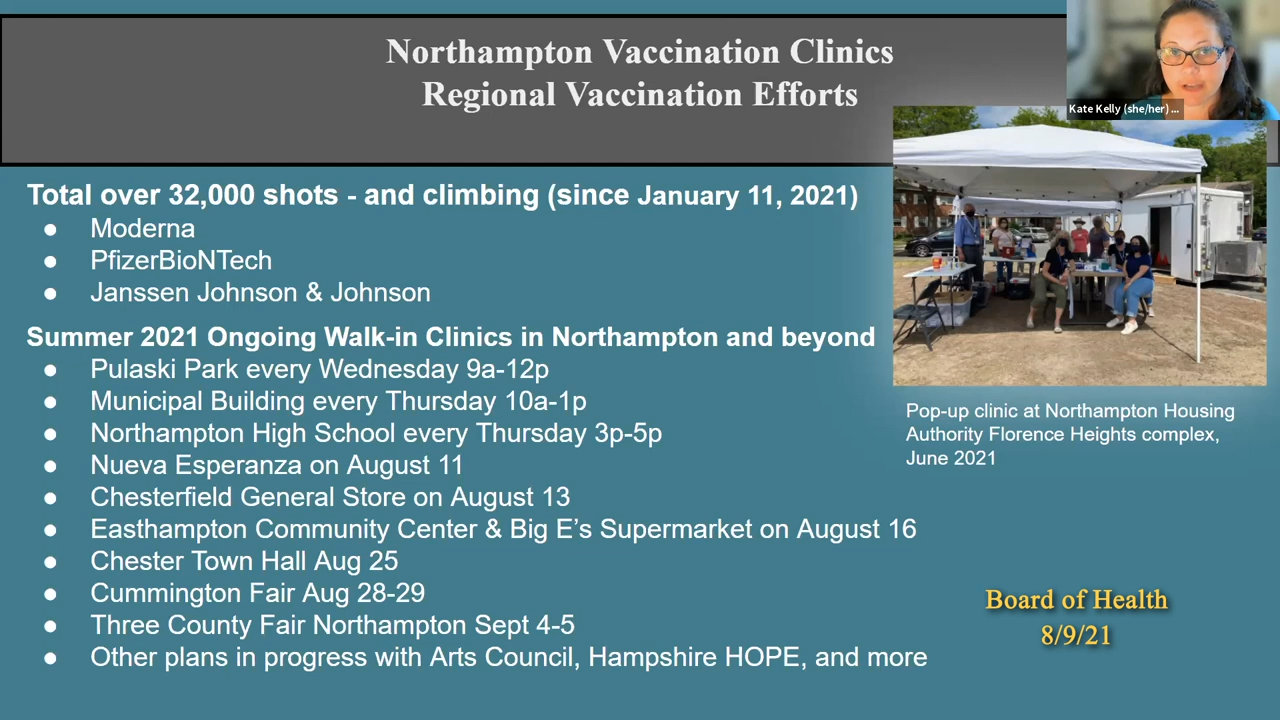 Northampton Vaccination Clinics
Regional Vaccination Efforts
Kate Kelly (she/her) ...
Total over 32,000 shots - and climbing (since January 11, 2021)
● Moderna
● PfizerBioNTech
● Janssen Johnson & Johnson
Summer 2021 Ongoing Walk-in Clinics in Northampton and beyond
● Pulaski Park every Wednesday 9a-12p
● Municipal Building every Thursday 10a-1p
● Northampton High School every Thursday 3p-5p
● Nueva Esperanza on August 11
● Chesterfield General Store on August 13
● Easthampton Community Center & Big E’s Supermarket on August 16
● Chester Town Hall Aug 25
● Cummington Fair Aug 28-29
● Three County Fair Northampton Sept 4-5
● Other plans in progress with Arts Council, Hampshire HOPE, and more
Pop-up clinic at Northampton Housing
Authority Florence Heights complex,
June 2021
Board of Health
8/9/21